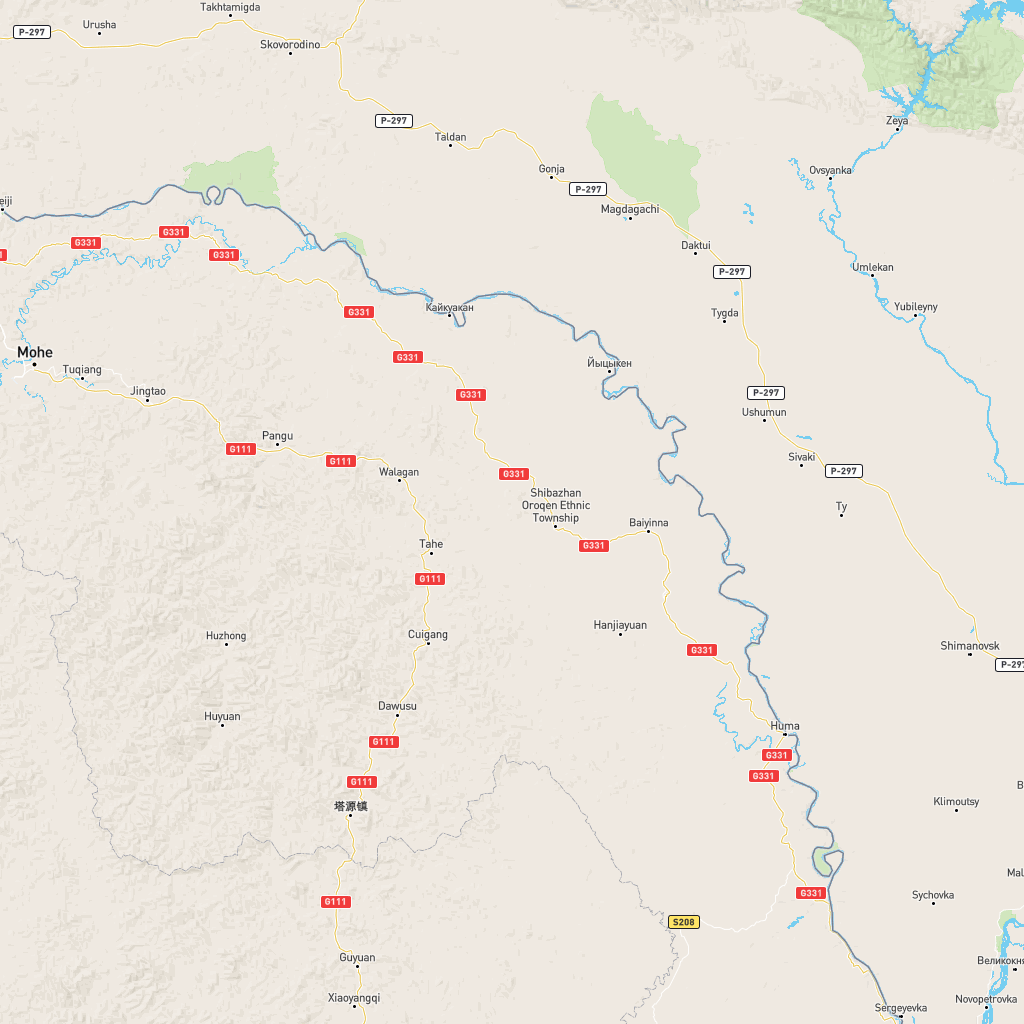 Takhtamigda
Urusha
P-297
Skovorodino
P-297
Taldan
Zeya
Gonja
Ovsyanka
P-297
eiji
Magdagachi
G331
G331
Daktui
1
G331
P-297
Umlekan
Кайкуакан
Yubileyny
G331
Tygda
Mohe
G331
Йыцыкен
Tuqiang
Jingtao
G331
P-297
Ushumun
Pangu
G111
G111
Sivaki
Walagan
G331
P-297
Shibazhan
Oroqen Ethnic
Township
Ty
Baiyinna
Tahe
G331
G111
Huzhong
Cuigang
Hanjiayuan
G331
Shimanovsk
P-297
Huyuan
Dawusu
Huma
G111
G331
G331
G111
В
塔源镇
Klimoutsy
Mal
G331
Sychovka
G111
S208
Guyuan
Великокня
Xiaoyangqi
Novopetrovka
Sergeyevka